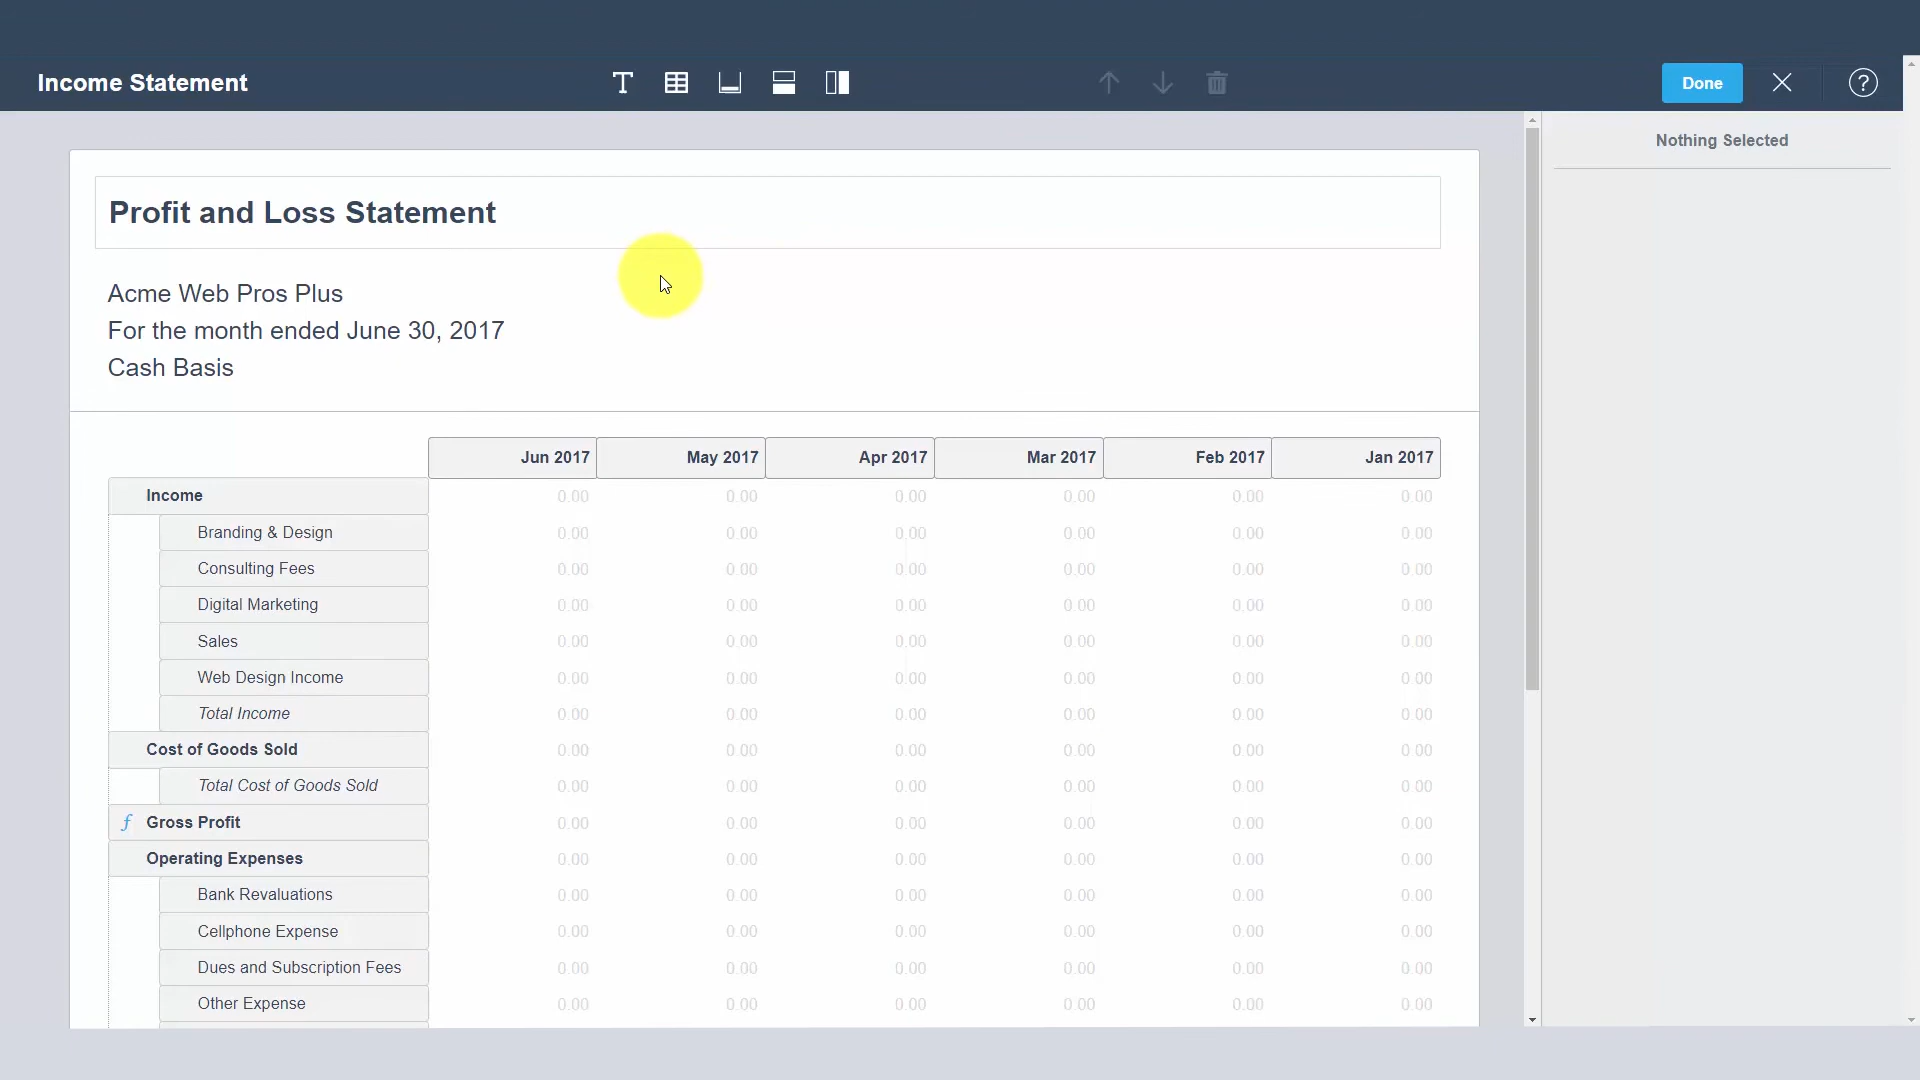 Income Statement
T
Done
?
Nothing Selected
Profit and Loss Statement
Acme Web Pros Plus
For the month ended June 30, 2017
Cash Basis
Jun 2017 May 2017 Apr 2017 Mar 2017 Feb 2017 Jan 2017
Income 0.00 0.00 0.00 0.00 0.00 0.00
Branding & Design 0.00 0.00 0.00 0.00 0.00 0.00
Consulting Fees 0.00 0.00 0.00 0.00 0.00 0.00
Digital Marketing 0.00 0.00 0.00 0.00 0.00 0.00
Sales 0.00 0.00 0.00 0.00 0.00 0.00
Web Design Income 0.00 0.00 0.00 0.00 0.00 0.00
Total Income 0.00 0.00 0.00 0.00 0.00 0.00
Cost of Goods Sold 0.00 0.00 0.00 0.00 0.00 0.00
Total Cost of Goods Sold 0.00 0.00 0.00 0.00 0.00 0.00
ƒ Gross Profit 0.00 0.00 0.00 0.00 0.00 0.00
Operating Expenses 0.00 0.00 0.00 0.00 0.00 0.00
Bank Revaluations 0.00 0.00 0.00 0.00 0.00 0.00
Cellphone Expense 0.00 0.00 0.00 0.00 0.00 0.00
Dues and Subscription Fees 0.00 0.00 0.00 0.00 0.00 0.00
Other Expense 0.00 0.00 0.00 0.00 0.00 0.00